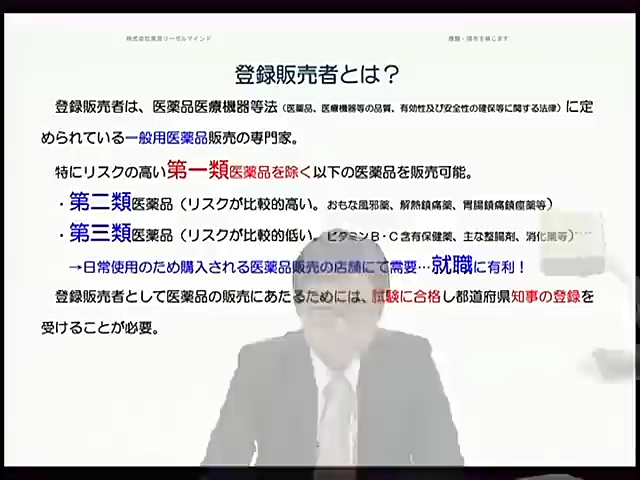 株式会社東京リーガルマインド
複製・頒布を禁じます
登録販売者とは？
登録販売者は、医薬品医療機器等法（医薬品、医療機器等の品質、有効性及び安全性の確保等に関する法律）に定
められている一般用医薬品販売の専門家。
特にリスクの高い第一類医薬品を除く以下の医薬品を販売可能。
・第二類医薬品（リスクが比較的高い。おもな風邪薬、解熱鎮痛薬、胃腸鎮痛鎮痙薬等）
・第三類医薬品（リスクが比較的低い。ビタミンB・C含有保健薬、主な整腸剤、消化薬等）
→日常使用のため購入される医薬品販売の店舗にて需要…就職に有利！
登録販売者として医薬品の販売にあたるためには、試験に合格し都道府県知事の登録を
受けることが必要。